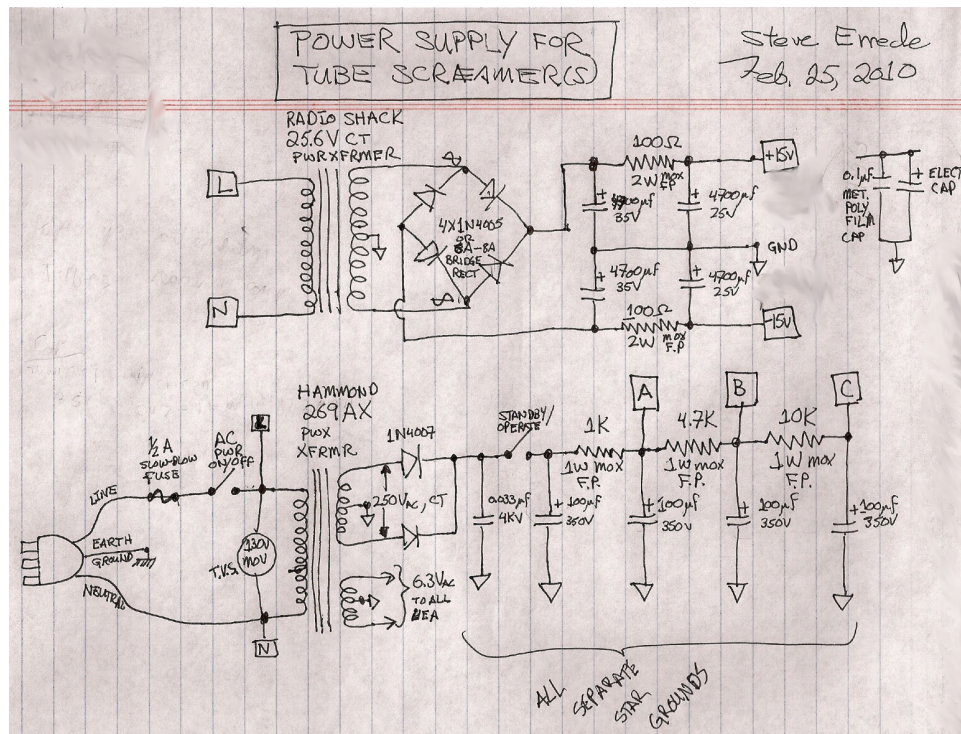 POWER SUPPLY FOR
TUBE SCREAMER(S)
Steve Emede
Feb. 25, 2010
RADIO SHACK
25.6V CT
PWR XFRMER
L
N
4X1N4005
OR
6A-8A
BRIDGE
RECT
100Ω
2W mox
F.P.
+15V
4700µf
35V
4700µf
25V
GND
4700µf
35V
4700µf
25V
100Ω
2W mox
F.P
-15V
0.1µf
MET.
POLY
FILM
CAP
ELECT
CAP
HAMMOND
269AX
PWX
XFRMR
1N4007
½ A
SLOW-BLOW
FUSE
AC
PWR
ON/OFF
LINE
EARTH
GROUND
NEUTRAL
130V
MOV
T.V.S.
N
250VAC, CT
6.3VAC
TO ALL
HEA
STANDBY/
OPERATE
1K
1W mox
F.P.
A
4.7K
1W mox
F.P.
B
10K
1W mox
F.P.
C
0.033µf
4KV
100µf
350V
100µf
350V
100µf
350V
100µf
350V
ALL SEPARATE STAR GROUNDS